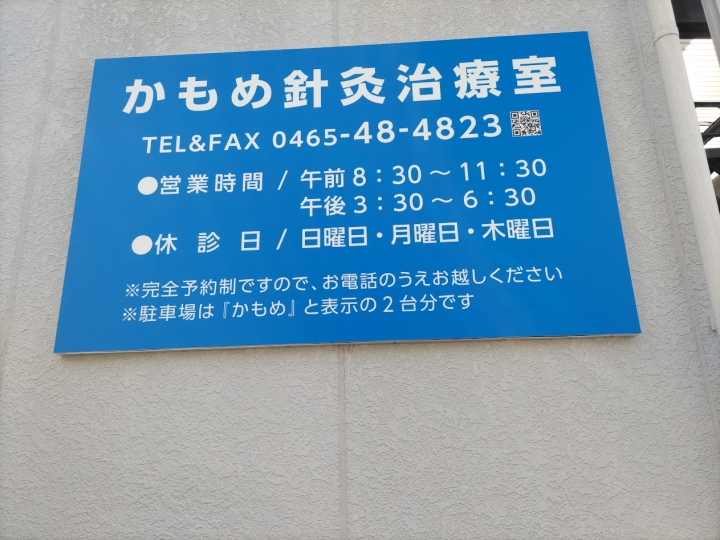 かもめ針灸治療室
TEL&FAX 0465-48-4823
●営業時間 / 午前 8：30～11：30
午後 3：30～6：30
●休診日 / 日曜日・月曜日・木曜日
※完全予約制ですので、お電話のうえお越しください
※駐車場は『かもめ』と表示の2台分です